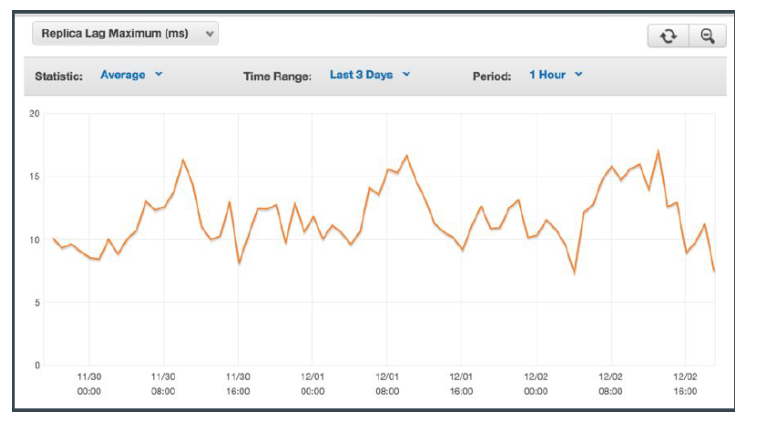 Replica Lag Maximum (ms)
Statistic: Average Time Range: Last 3 Days Period: 1 Hour
20
15
10
5
0
11/30 11/30 11/30 12/01 12/01 12/01 12/02 12/02 12/02
00:00 08:00 16:00 00:00 08:00 16:00 00:00 08:00 16:00